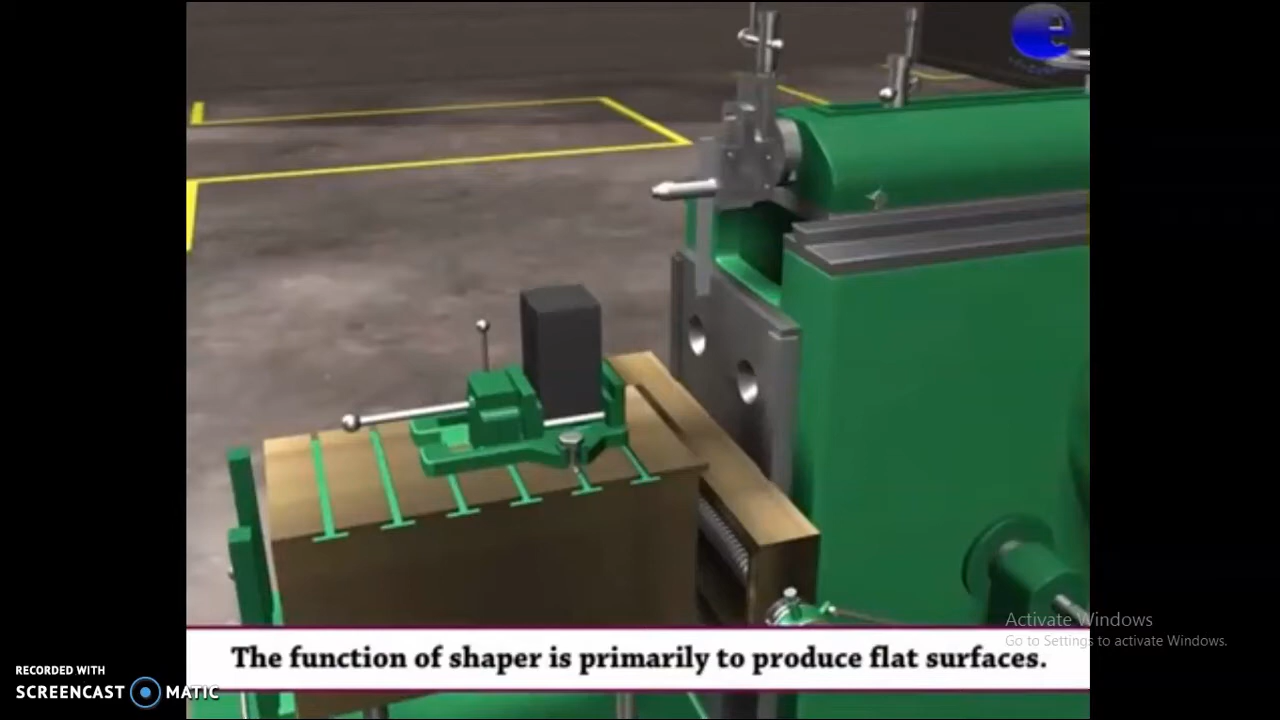 e
The function of shaper is primarily to produce flat surfaces.
Activate Windows
Go to Settings to activate Windows.
RECORDED WITH
SCREENCAST MATIC